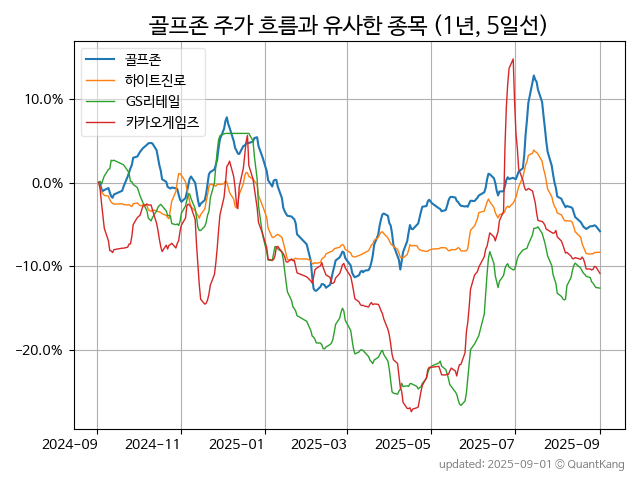 골프존 주가 흐름과 유사한 종목 (1년, 5일선)
골프존
하이트진로
GS리테일
카카오게임즈
10.0%
0.0%
−10.0%
−20.0%
2024-09 2024-11 2025-01 2025-03 2025-05 2025-07 2025-09
updated: 2025-09-01 © QuantKang